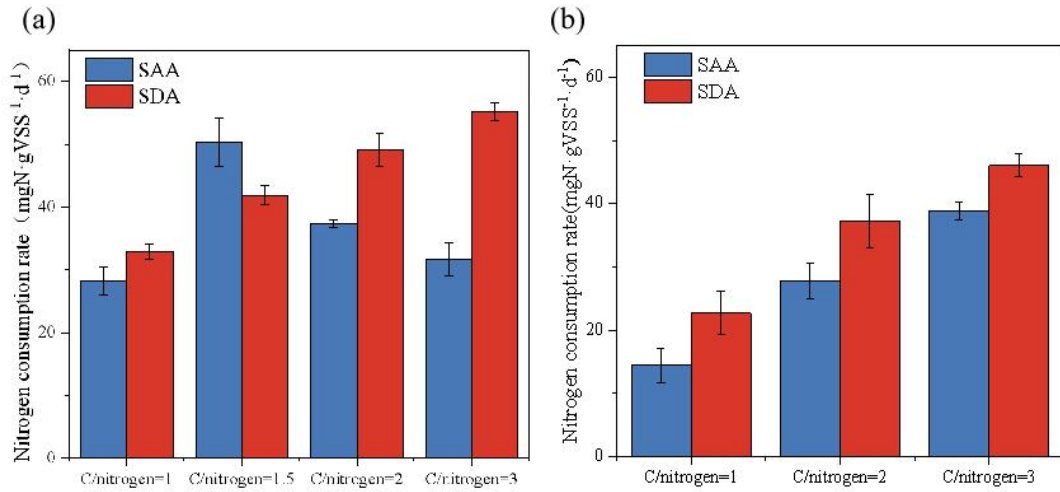 (a)
Nitrogen consumption rate (mgN·gVSS⁻¹·d⁻¹)
60
40
20
0
SAA
SDA
C/nitrogen=1 C/nitrogen=1.5 C/nitrogen=2 C/nitrogen=3
(b)
Nitrogen consumption rate(mgN·gVSS⁻¹·d⁻¹)
60
40
20
0
SAA
SDA
C/nitrogen=1 C/nitrogen=2 C/nitrogen=3